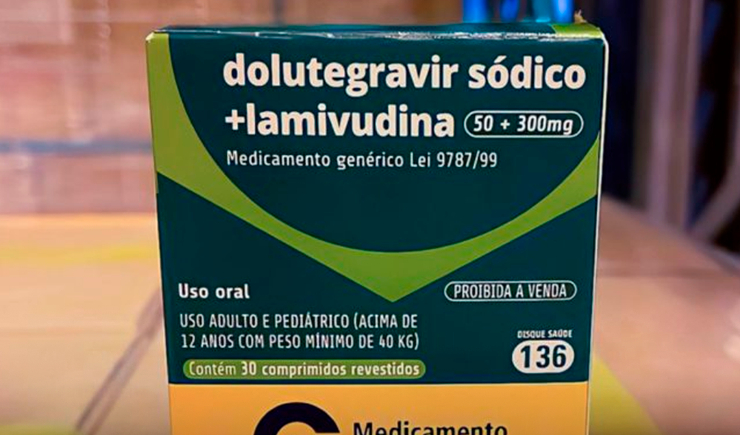 dolutegravir sódico
+lamivudina 50 + 300mg
Medicamento genérico Lei 9787/99
Uso oral
PROIBIDA A VENDA
USO ADULTO E PEDIÁTRICO (ACIMA DE
12 ANOS COM PESO MÍNIMO DE 40 KG)
Contém 30 comprimidos revestidos
DISQUE SAÚDE
136
Medicamento